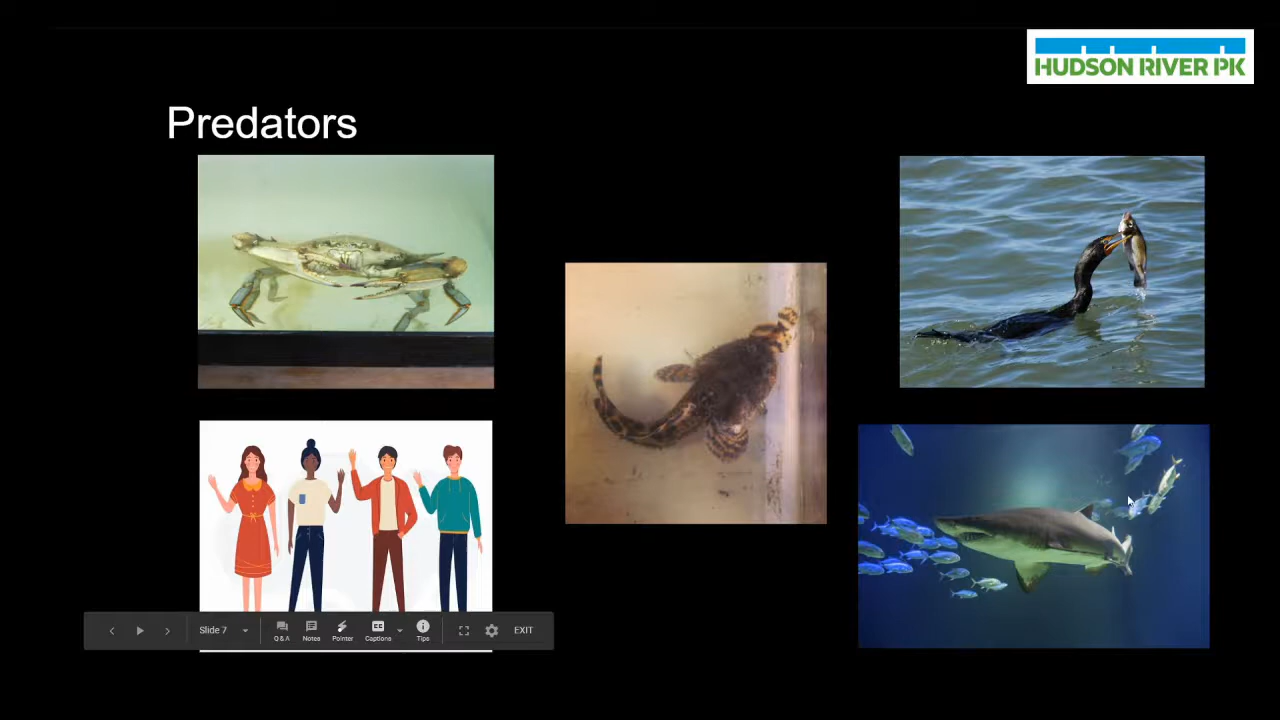 HUDSON RIVER PK
Predators
Slide 7
Q & A
Notes
Pointer
Captions
Tips
EXIT